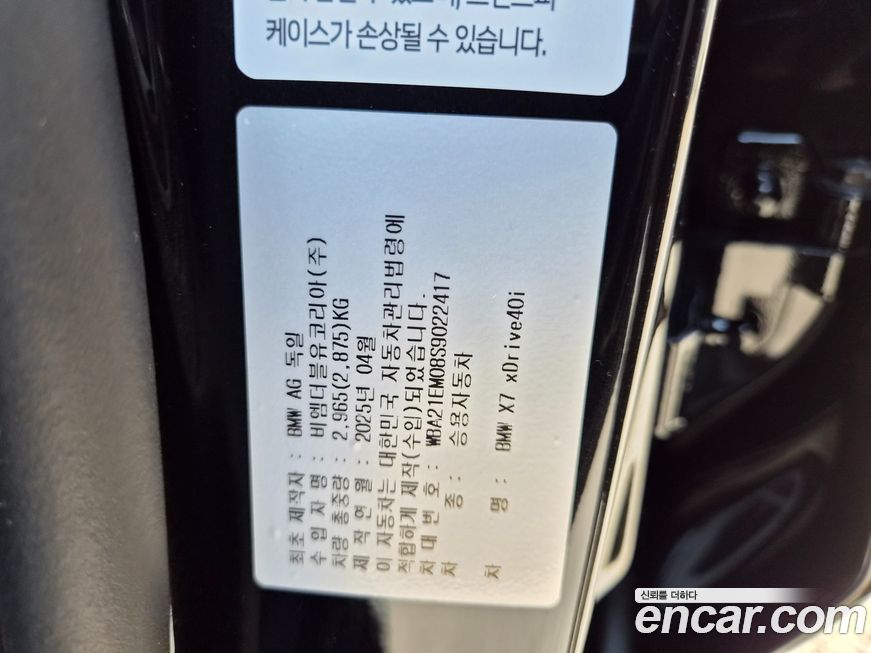 케이스가 손상될 수 있습니다.
최초 제작자 : BMW AG 독일
수 입 자 명 : 비엠더블유코리아(주)
차량 총중량 : 2,965(2,875)KG
제 작 연 월 : 2025년 04월
이 자동차는 대한민국 자동차관리법령에
적합하게 제작(수입)되었습니다.
차 대 번 호 : WBA21EM08S9022417
차 종 : 승용자동차
차 명 : BMW X7 xDrive40i
신뢰를 더하다
encar.com